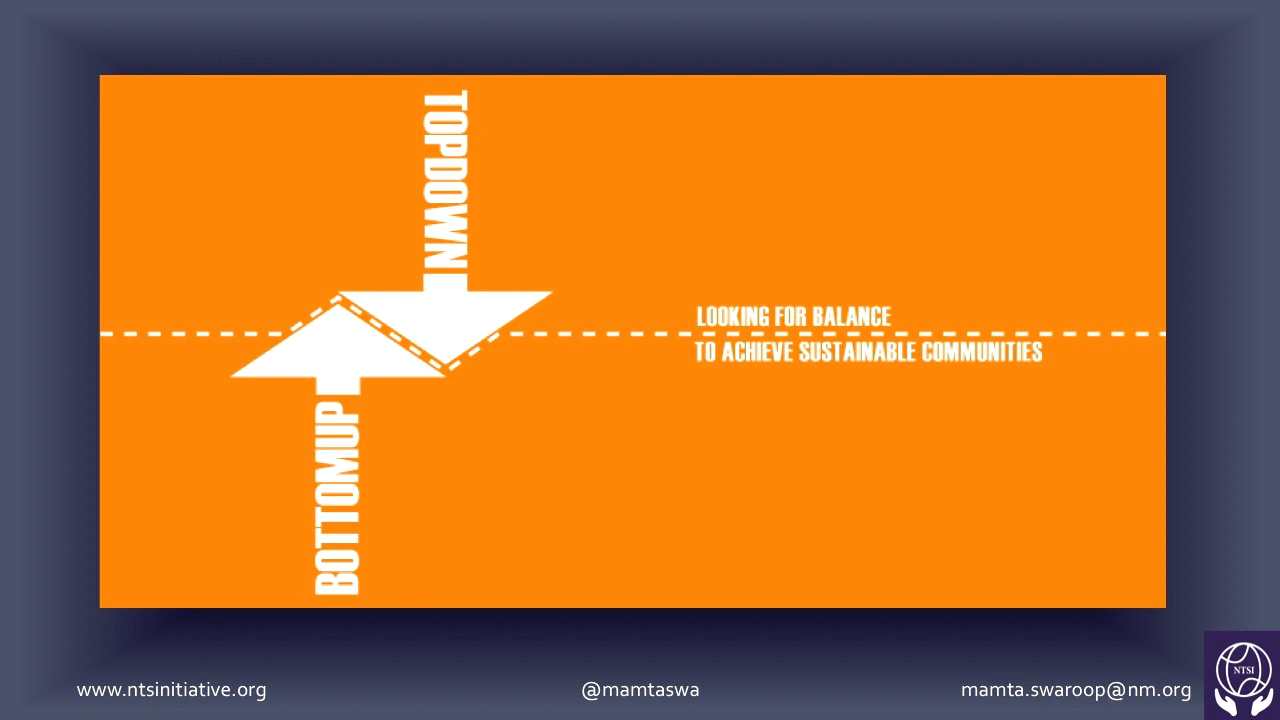 TOPDOWN
LOOKING FOR BALANCE
TO ACHIEVE SUSTAINABLE COMMUNITIES
BOTTOMUP
www.ntsinitiative.org
@mamtaswa
mamta.swaroop@nm.org
NTSI